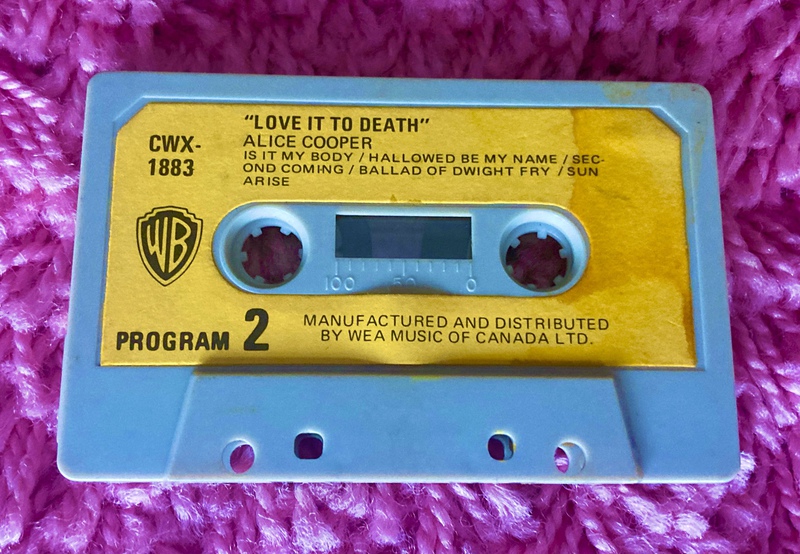 "LOVE IT TO DEATH"
CWX-
1883
ALICE COOPER
IS IT MY BODY / HALLOWED BE MY NAME / SEC-
OND COMING / BALLAD OF DWIGHT FRY / SUN
ARISE
WB
100 50 0
PROGRAM 2
MANUFACTURED AND DISTRIBUTED
BY WEA MUSIC OF CANADA LTD.